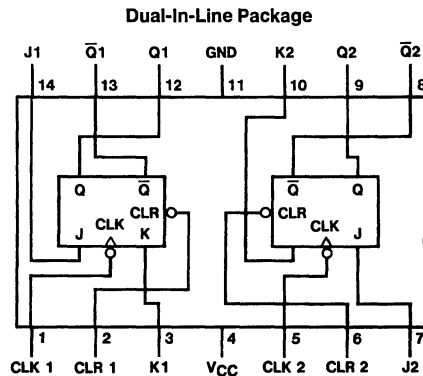 Dual-In-Line Package
J1 Q̅1 Q1 GND K2 Q2 Q̅2
14 13 12 11 10 9 8
Q Q̅ Q̅ Q
CLR CLR
CLK CLK
J K J
1 2 3 4 5 6 7
CLK 1 CLR 1 K1 VCC CLK 2 CLR 2 J2